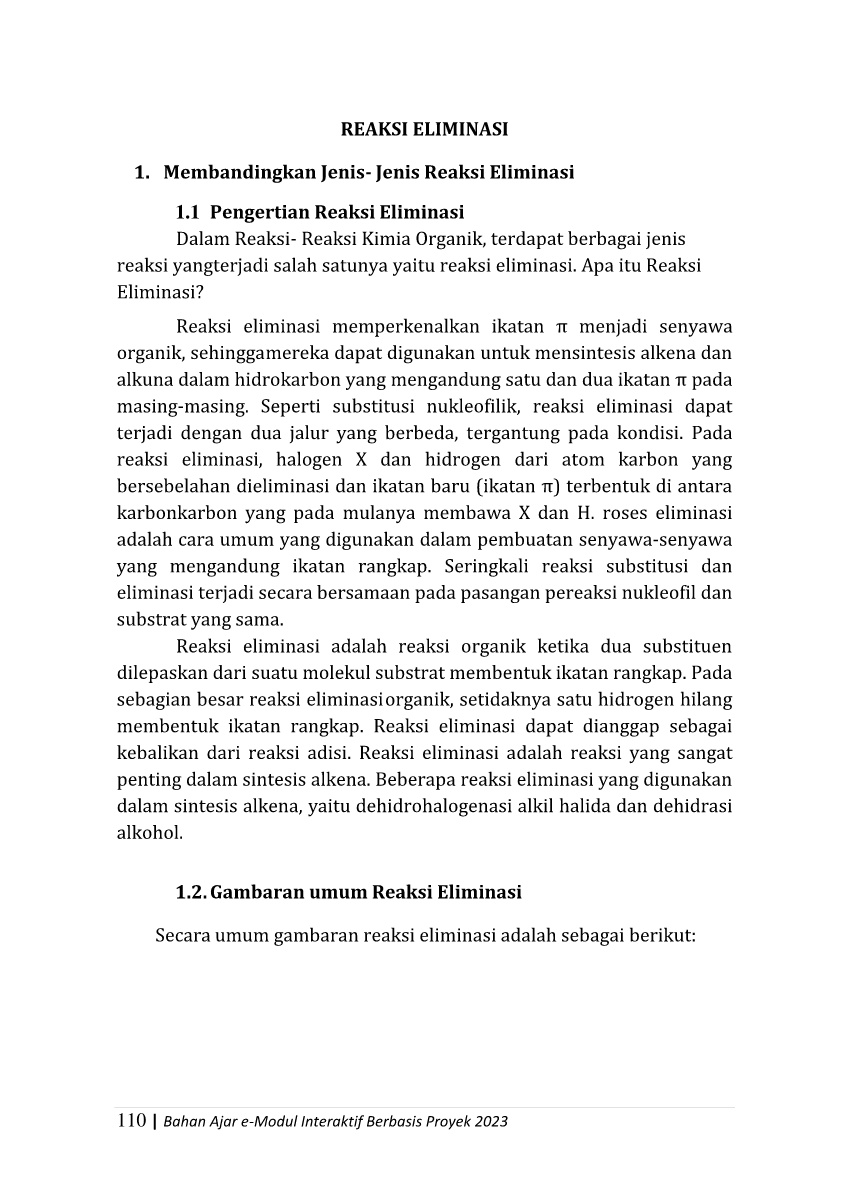 REAKSI ELIMINASI
1. Membandingkan Jenis- Jenis Reaksi Eliminasi
1.1 Pengertian Reaksi Eliminasi
Dalam Reaksi- Reaksi Kimia Organik, terdapat berbagai jenis
reaksi yangterjadi salah satunya yaitu reaksi eliminasi. Apa itu Reaksi
Eliminasi?
Reaksi eliminasi memperkenalkan ikatan π menjadi senyawa
organik, sehinggamereka dapat digunakan untuk mensintesis alkena dan
alkuna dalam hidrokarbon yang mengandung satu dan dua ikatan π pada
masing-masing. Seperti substitusi nukleofilik, reaksi eliminasi dapat
terjadi dengan dua jalur yang berbeda, tergantung pada kondisi. Pada
reaksi eliminasi, halogen X dan hidrogen dari atom karbon yang
bersebelahan dieliminasi dan ikatan baru (ikatan π) terbentuk di antara
karbonkarbon yang pada mulanya membawa X dan H. roses eliminasi
adalah cara umum yang digunakan dalam pembuatan senyawa-senyawa
yang mengandung ikatan rangkap. Seringkali reaksi substitusi dan
eliminasi terjadi secara bersamaan pada pasangan pereaksi nukleofil dan
substrat yang sama.
Reaksi eliminasi adalah reaksi organik ketika dua substituen
dilepaskan dari suatu molekul substrat membentuk ikatan rangkap. Pada
sebagian besar reaksi eliminasiorganik, setidaknya satu hidrogen hilang
membentuk ikatan rangkap. Reaksi eliminasi dapat dianggap sebagai
kebalikan dari reaksi adisi. Reaksi eliminasi adalah reaksi yang sangat
penting dalam sintesis alkena. Beberapa reaksi eliminasi yang digunakan
dalam sintesis alkena, yaitu dehidrohalogenasi alkil halida dan dehidrasi
alkohol.
1.2. Gambaran umum Reaksi Eliminasi
Secara umum gambaran reaksi eliminasi adalah sebagai berikut:
110 | Bahan Ajar e-Modul Interaktif Berbasis Proyek 2023